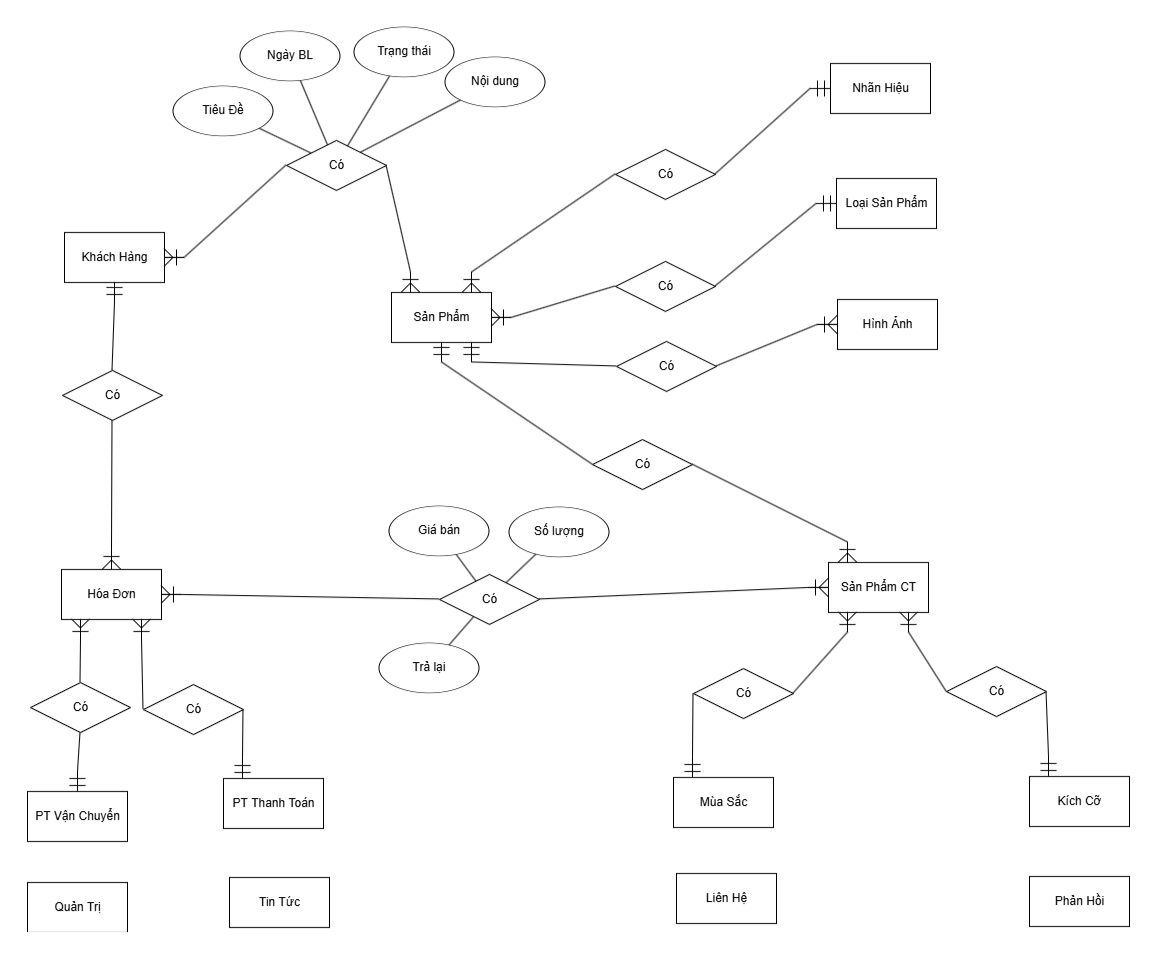 Ngày BL
Trạng thái
Nội dung
Tiêu Đề
Nhãn Hiệu
Có
Có
Loại Sản Phẩm
Khách Hàng
Có
Sản Phẩm
Hình Ảnh
Có
Có
Có
Giá bán
Số lượng
Sản Phẩm CT
Hóa Đơn
Có
Trả lại
Có
Có
Có
Có
PT Vận Chuyển
PT Thanh Toán
Mùa Sắc
Kích Cỡ
Quản Trị
Tin Tức
Liên Hệ
Phản Hồi